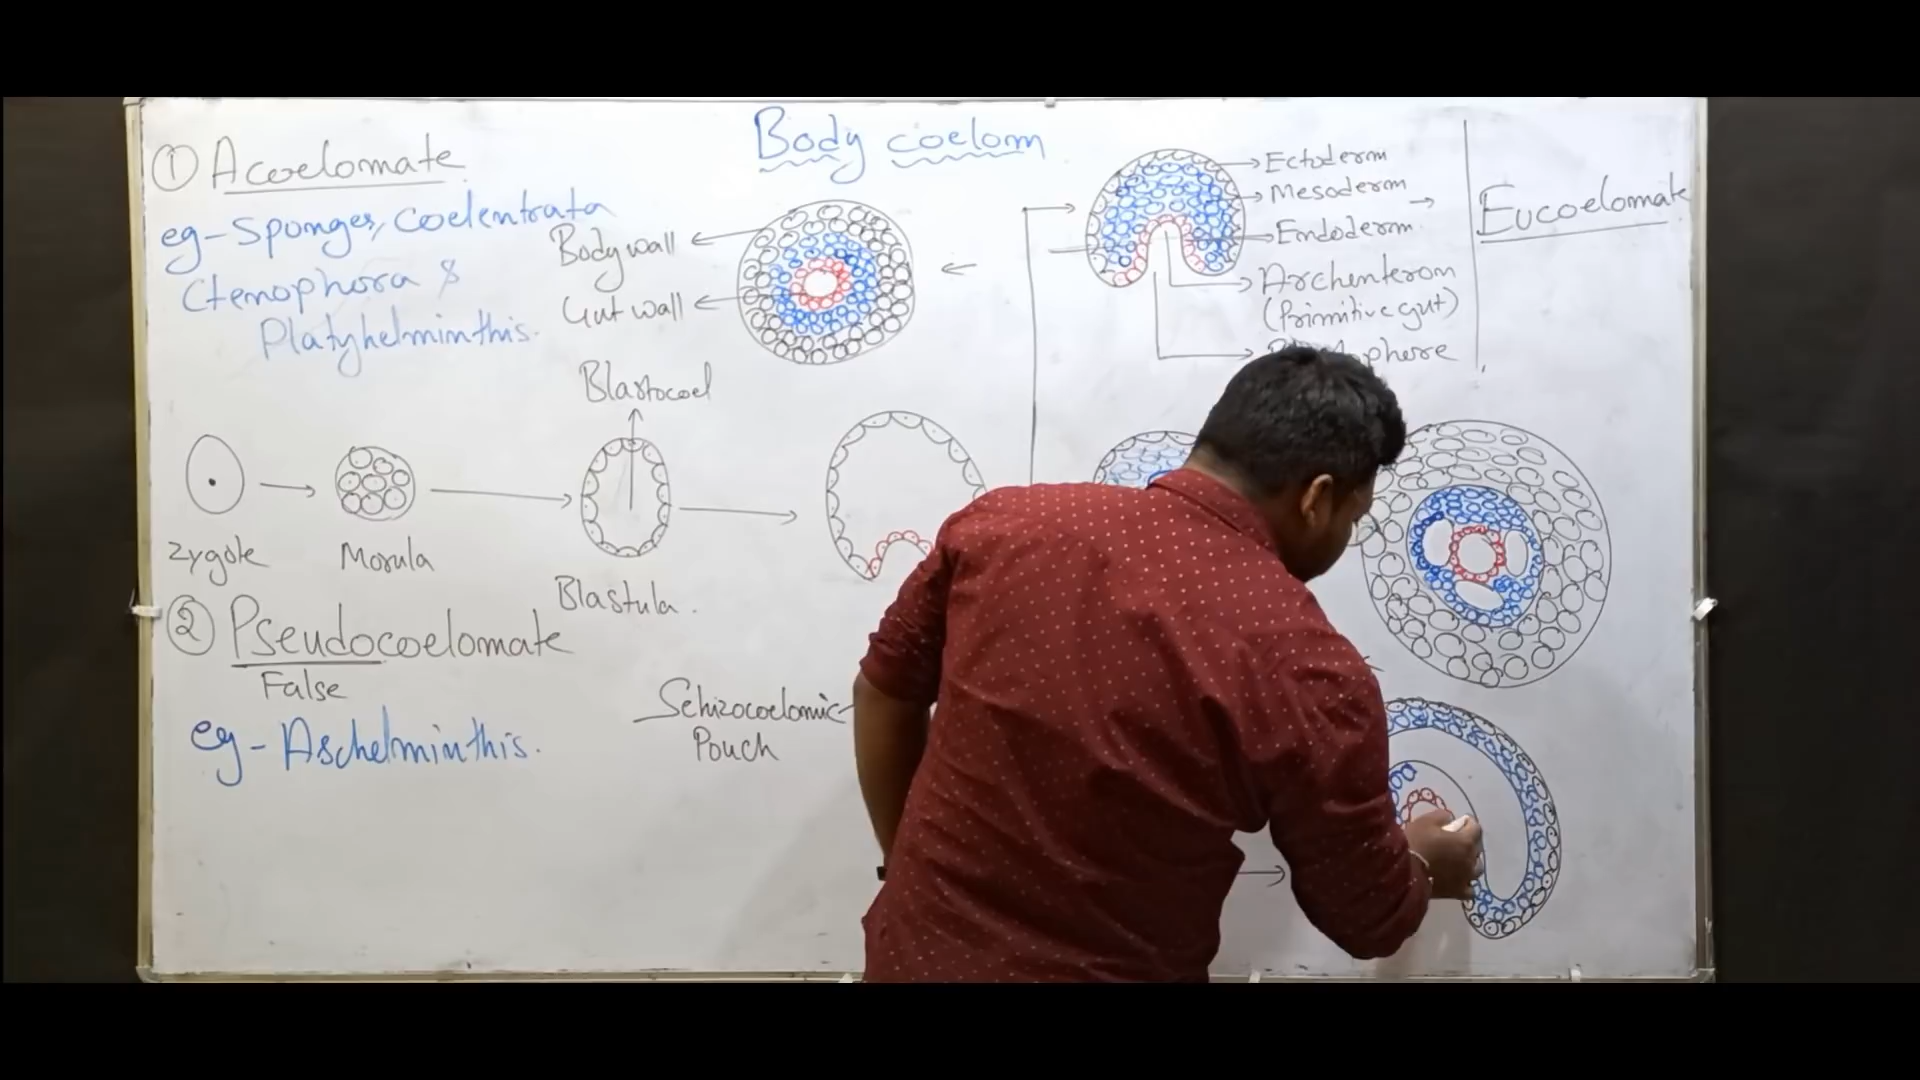 Body coelom
① Acoelomate
eg- Sponges, Coelentrata
Ctenophora &
Platyhelminthis.
Body wall
Gut wall
Ectoderm
Mesoderm
Endoderm
Archenterom
(Primitive gut)
Eucoelomate
Blastocoel
Zygote
Morula
Blastula.
② Pseudocoelomate
False
eg- Aschelminthis.
Schizocoelomic
Pouch